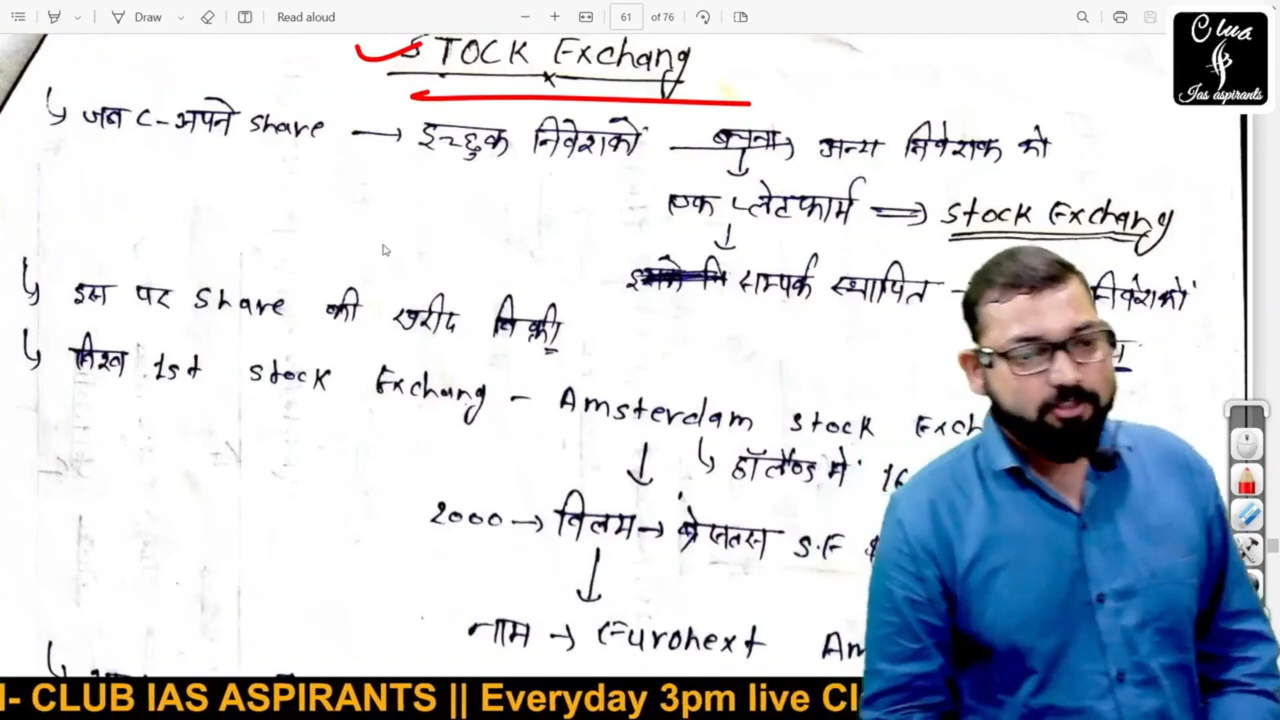 Draw
Read aloud
61
of 76
Clua
Ias aspirants
STOCK Exchang
जब C-अपने Share → इच्छुक निवेशकों → अन्य निवेशक को
एक प्लेटफार्म ⇒ Stock Exchang
सम्पर्क स्थापित - निवेशकों
इस पर Share की खरीद बिक्री
विश्व 1st Stock Exchang - Amsterdam Stock Exch
हॉलैण्ड में 16
2000 → विलय → S.E
नाम → Euronext Am
- CLUB IAS ASPIRANTS || Everyday 3pm live Cl